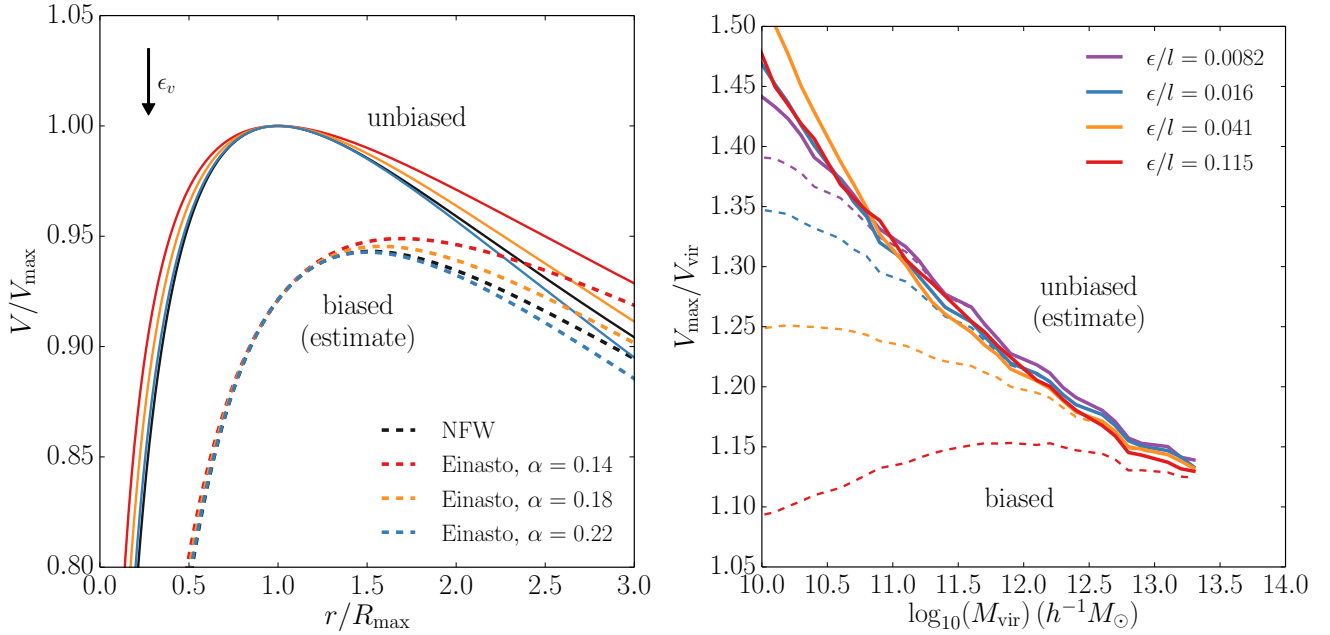 1.05
1.00
0.95
0.90
0.85
0.80
V/V_max
ϵ_v
unbiased
biased
(estimate)
NFW
Einasto, α = 0.14
Einasto, α = 0.18
Einasto, α = 0.22
0.0 0.5 1.0 1.5 2.0 2.5 3.0
r/R_max
1.50
1.45
1.40
1.35
1.30
1.25
1.20
1.15
1.10
1.05
V_max/V_vir
ϵ/l = 0.0082
ϵ/l = 0.016
ϵ/l = 0.041
ϵ/l = 0.115
unbiased
(estimate)
biased
10.0 10.5 11.0 11.5 12.0 12.5 13.0 13.5 14.0
log₁₀(M_vir) (h⁻¹M_⊙)